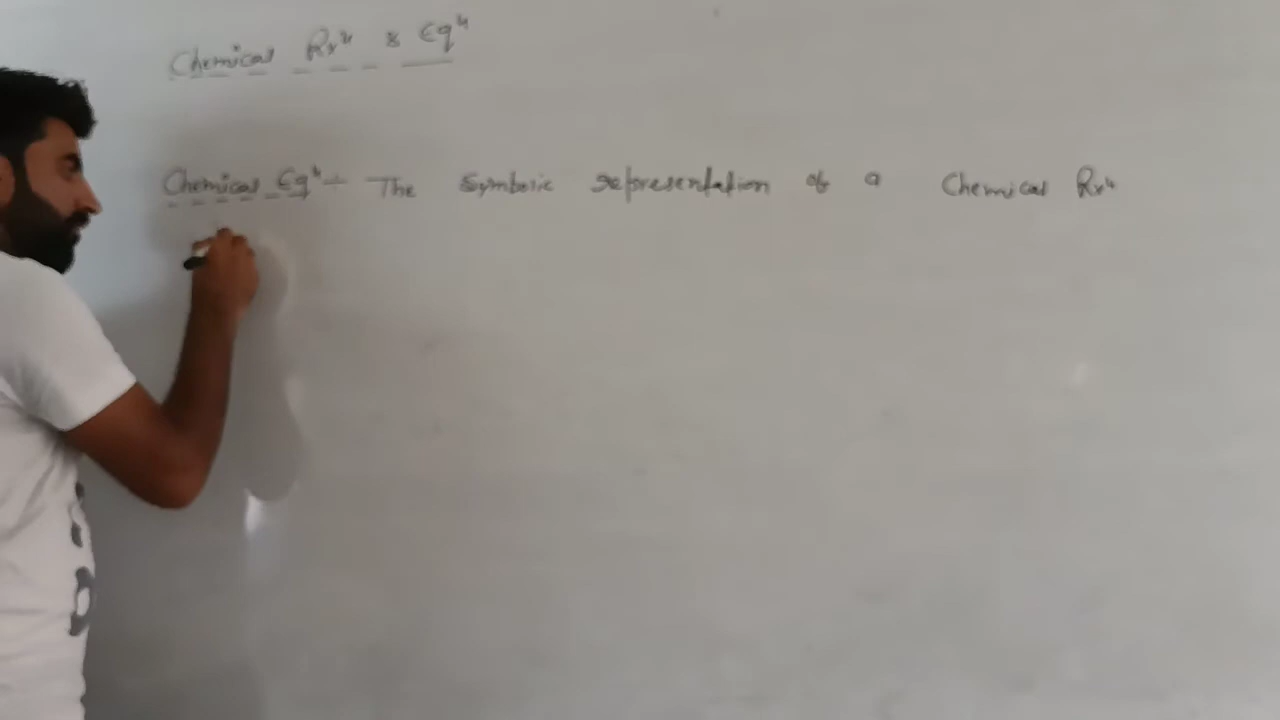 Chemical Rxⁿ & Eqⁿ
Chemical Eqⁿ – The Symbolic representation of a Chemical Rxⁿ